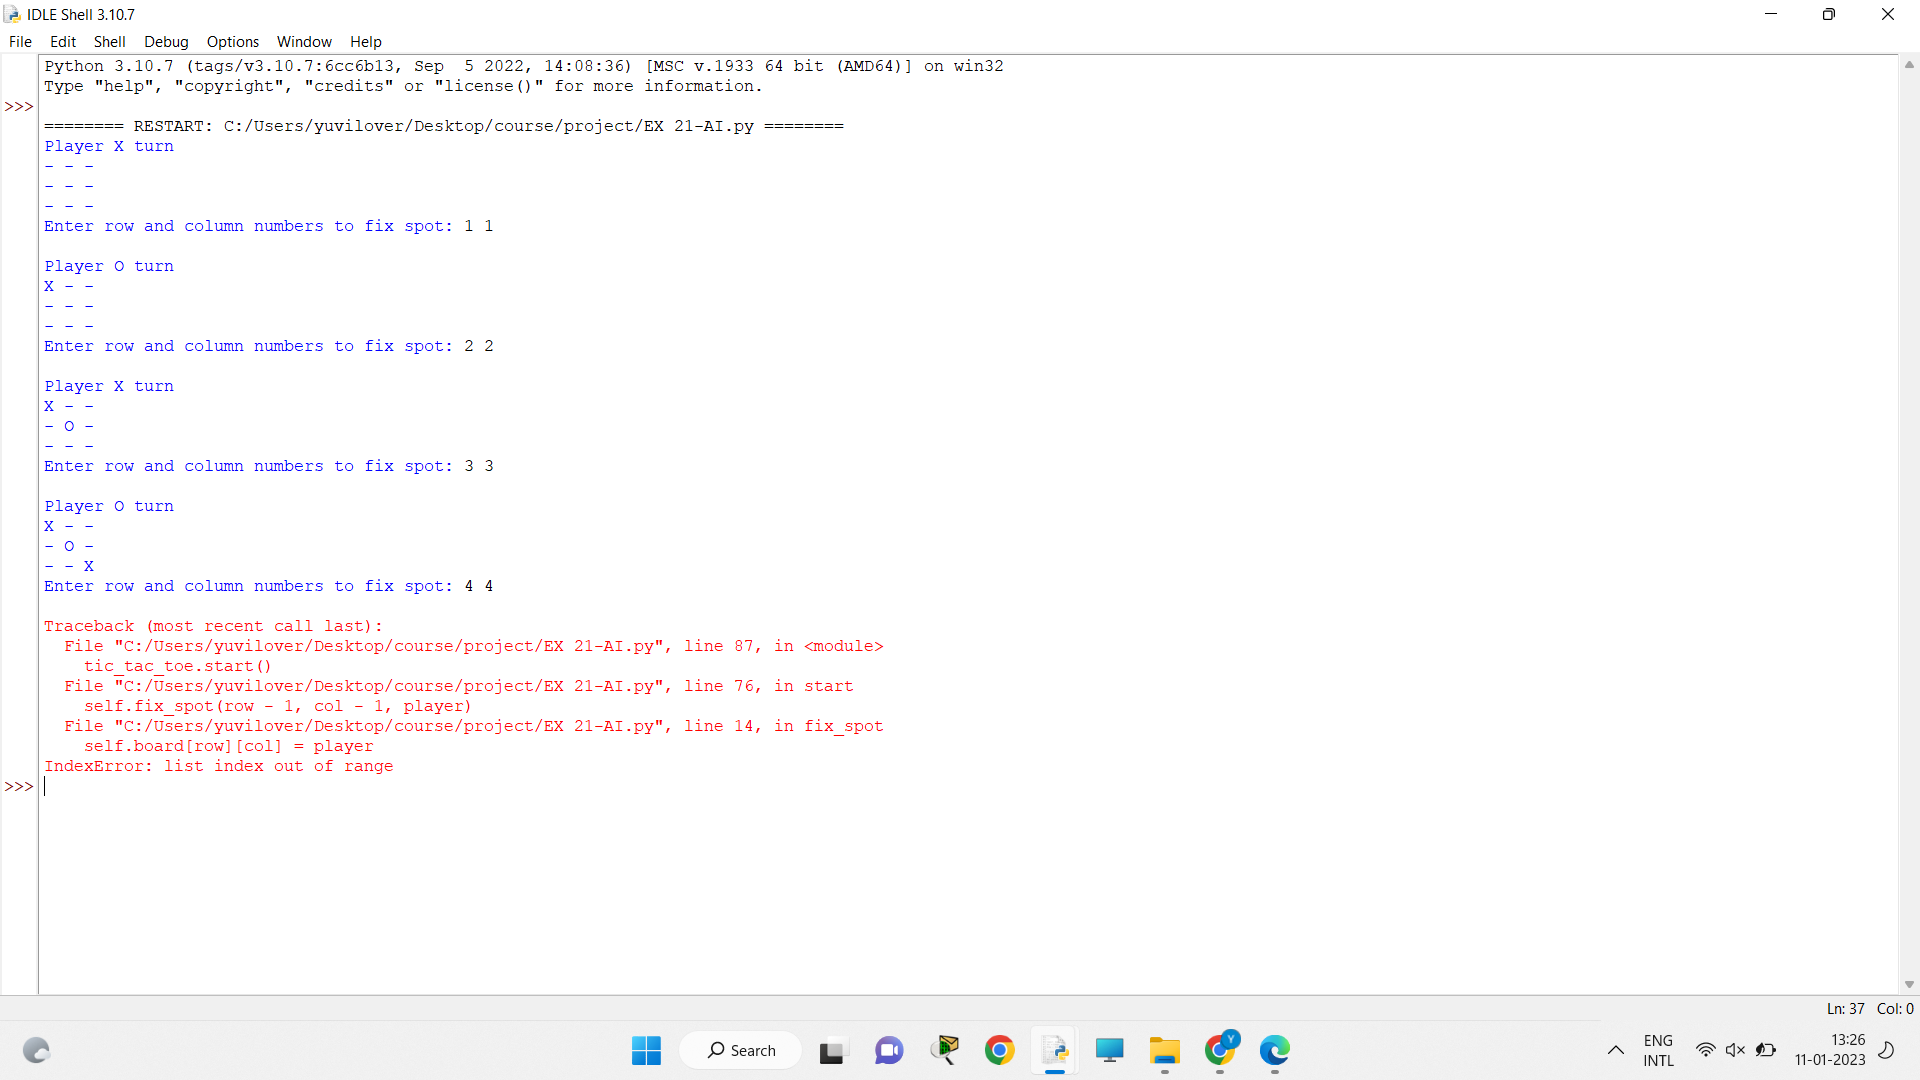 IDLE Shell 3.10.7
File Edit Shell Debug Options Window Help
Python 3.10.7 (tags/v3.10.7:6cc6b13, Sep  5 2022, 14:08:36) [MSC v.1933 64 bit (AMD64)] on win32
Type "help", "copyright", "credits" or "license()" for more information.
>>>
======== RESTART: C:/Users/yuvilover/Desktop/course/project/EX 21-AI.py ========
Player X turn
- - -
- - -
- - -
Enter row and column numbers to fix spot: 1 1
Player O turn
X - -
- - -
- - -
Enter row and column numbers to fix spot: 2 2
Player X turn
X - -
- O -
- - -
Enter row and column numbers to fix spot: 3 3
Player O turn
X - -
- O -
- - X
Enter row and column numbers to fix spot: 4 4
Traceback (most recent call last):
  File "C:/Users/yuvilover/Desktop/course/project/EX 21-AI.py", line 87, in <module>
    tic_tac_toe.start()
  File "C:/Users/yuvilover/Desktop/course/project/EX 21-AI.py", line 76, in start
    self.fix_spot(row - 1, col - 1, player)
  File "C:/Users/yuvilover/Desktop/course/project/EX 21-AI.py", line 14, in fix_spot
    self.board[row][col] = player
IndexError: list index out of range
>>>
Ln: 37 Col: 0
Search
Y
ENG
INTL
13:26
11-01-2023